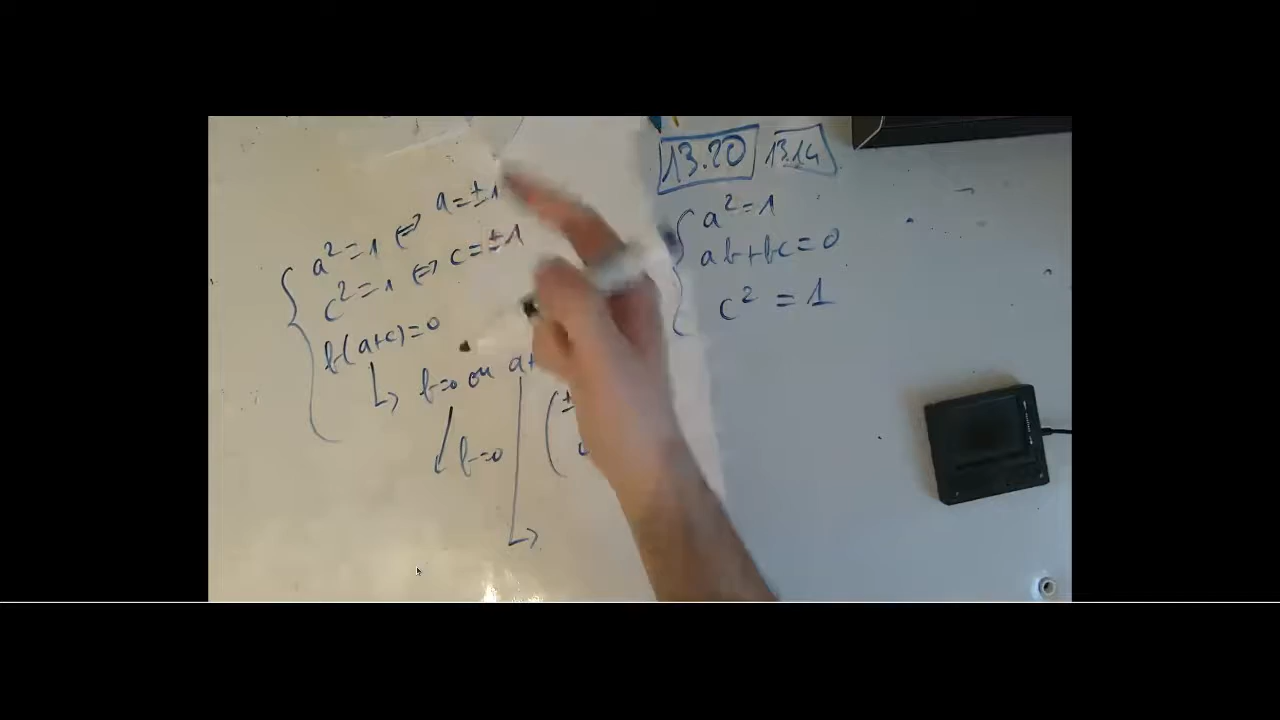 a² = 1 ⇔ a = ±1
c² = 1 ⇔ c = ±1
b(a+c) = 0
↳ b=0 ou a+
b=0
13.20 13.14
a² = 1
ab+bc = 0
c² = 1